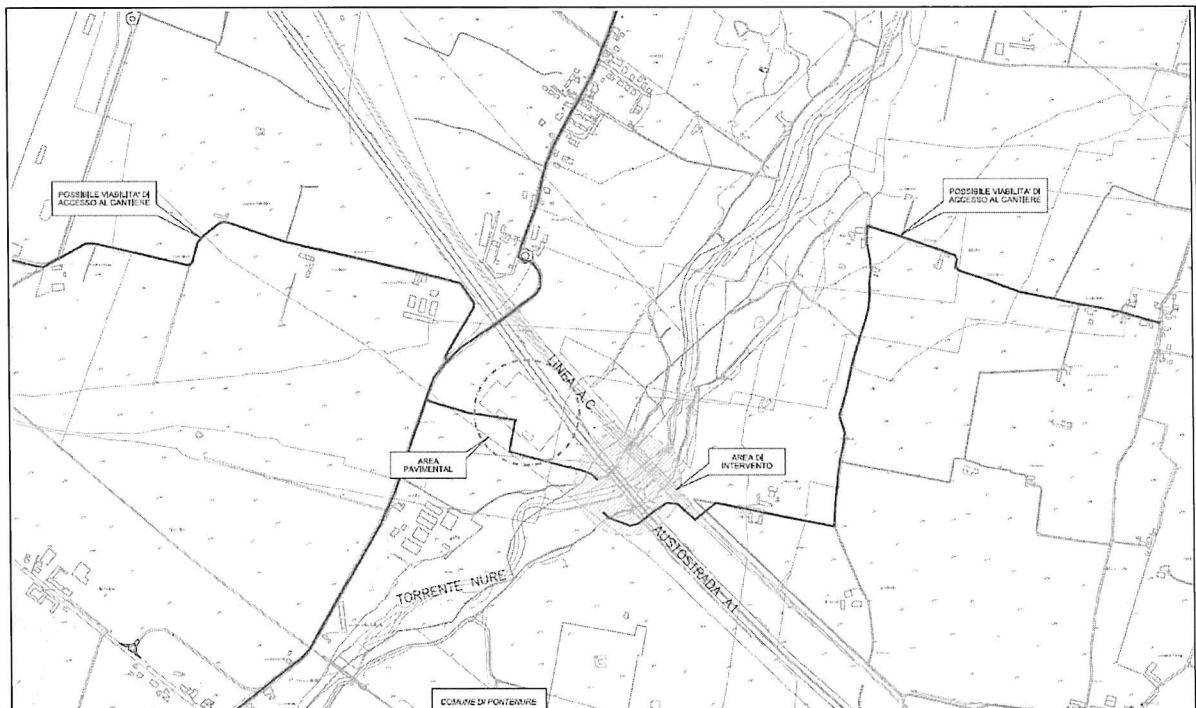 POSSIBILE VIABILITA' DI
ACCESSO AL CANTIERE
POSSIBILE VIABILITA' DI
ACCESSO AL CANTIERE
LINEA A.C.
AREA
PAVIMENTAL
AREA DI
INTERVENTO
AUSTOSTRADA A1
TORRENTE NURE
COMUNE DI PONTENURE